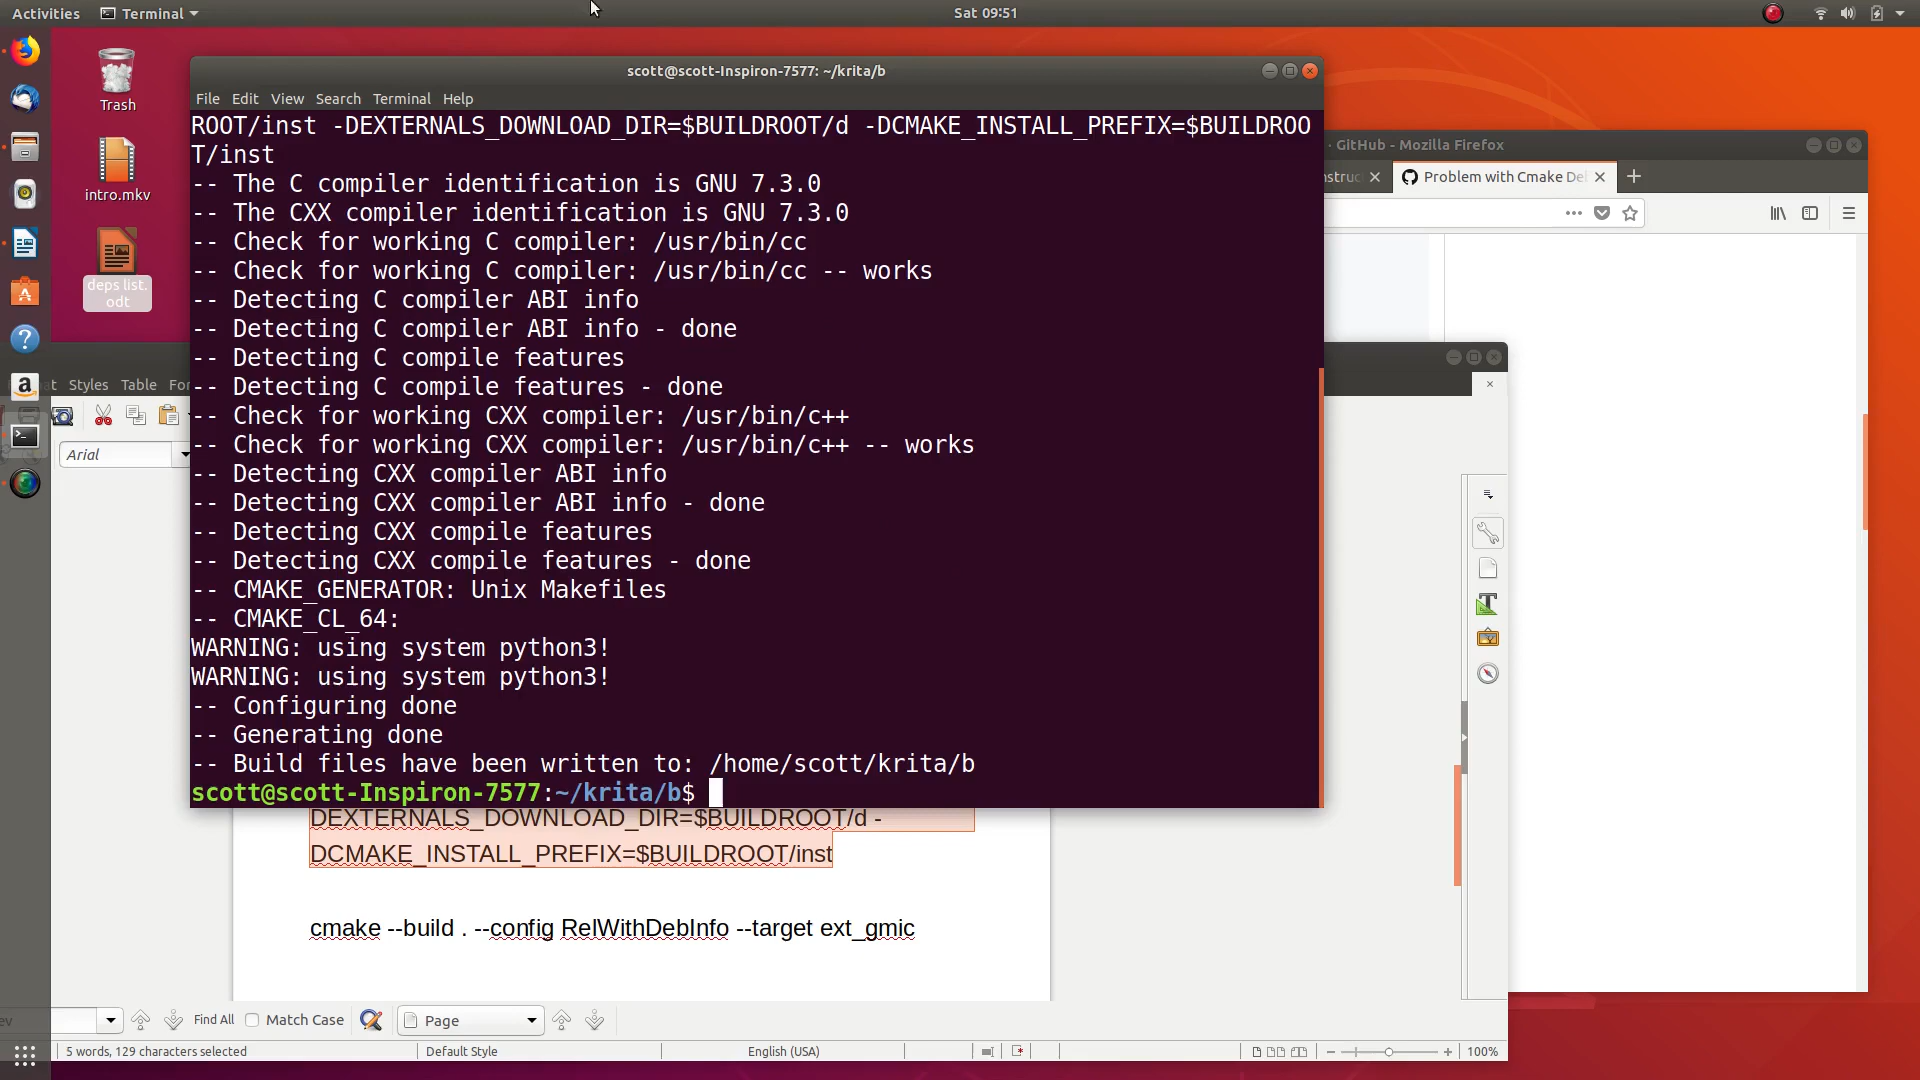 Activities
Terminal
Sat 09:51
Trash
intro.mkv
deps list.
odt
scott@scott-Inspiron-7577: ~/krita/b
File Edit View Search Terminal Help
ROOT/inst -DEXTERNALS_DOWNLOAD_DIR=$BUILDROOT/d -DCMAKE_INSTALL_PREFIX=$BUILDROO
T/inst
-- The C compiler identification is GNU 7.3.0
-- The CXX compiler identification is GNU 7.3.0
-- Check for working C compiler: /usr/bin/cc
-- Check for working C compiler: /usr/bin/cc -- works
-- Detecting C compiler ABI info
-- Detecting C compiler ABI info - done
-- Detecting C compile features
-- Detecting C compile features - done
-- Check for working CXX compiler: /usr/bin/c++
-- Check for working CXX compiler: /usr/bin/c++ -- works
-- Detecting CXX compiler ABI info
-- Detecting CXX compiler ABI info - done
-- Detecting CXX compile features
-- Detecting CXX compile features - done
-- CMAKE_GENERATOR: Unix Makefiles
-- CMAKE_CL_64:
WARNING: using system python3!
WARNING: using system python3!
-- Configuring done
-- Generating done
-- Build files have been written to: /home/scott/krita/b
scott@scott-Inspiron-7577:~/krita/b$
· GitHub - Mozilla Firefox
Problem with Cmake De
Styles Table
Arial
DEXTERNALS_DOWNLOAD_DIR=$BUILDROOT/d -
DCMAKE_INSTALL_PREFIX=$BUILDROOT/inst
cmake --build . --config RelWithDebInfo --target ext_gmic
Find All
Match Case
Page
5 words, 129 characters selected
Default Style
English (USA)
100%